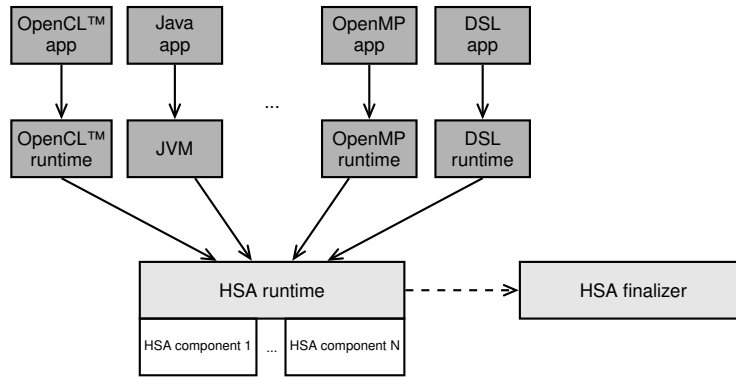 OpenCL™
app
Java
app
OpenMP
app
DSL
app
...
OpenCL™
runtime
JVM
OpenMP
runtime
DSL
runtime
HSA runtime
HSA finalizer
HSA component 1
...
HSA component N